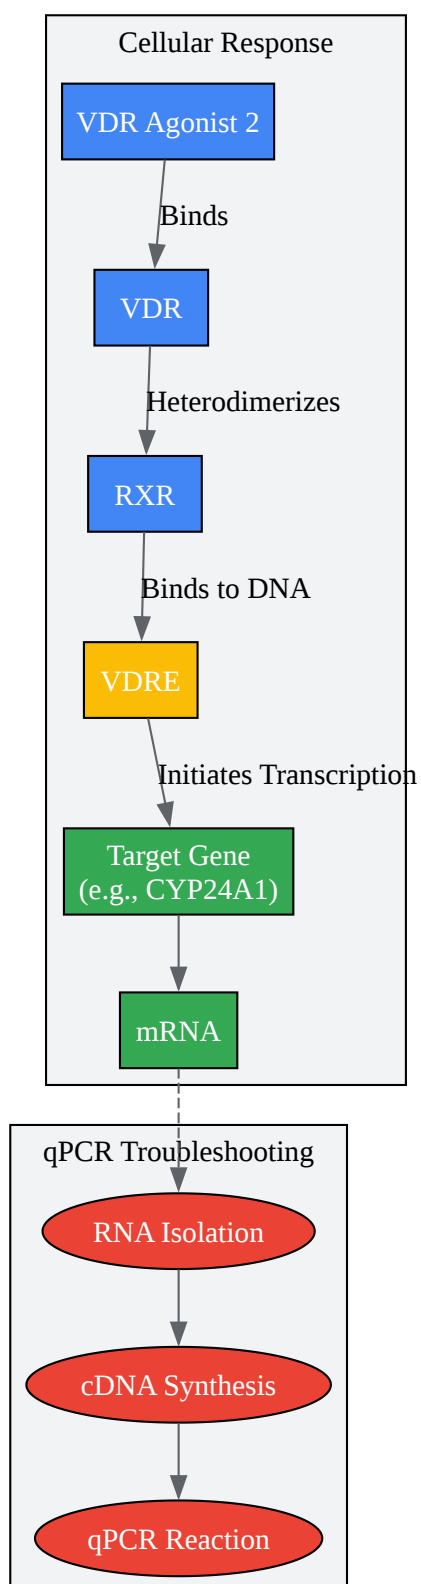 Cellular Response
VDR Agonist 2
Binds
VDR
Heterodimerizes
RXR
Binds to DNA
VDRE
Initiates Transcription
Target Gene
(e.g., CYP24A1)
mRNA
qPCR Troubleshooting
RNA Isolation
cDNA Synthesis
qPCR Reaction